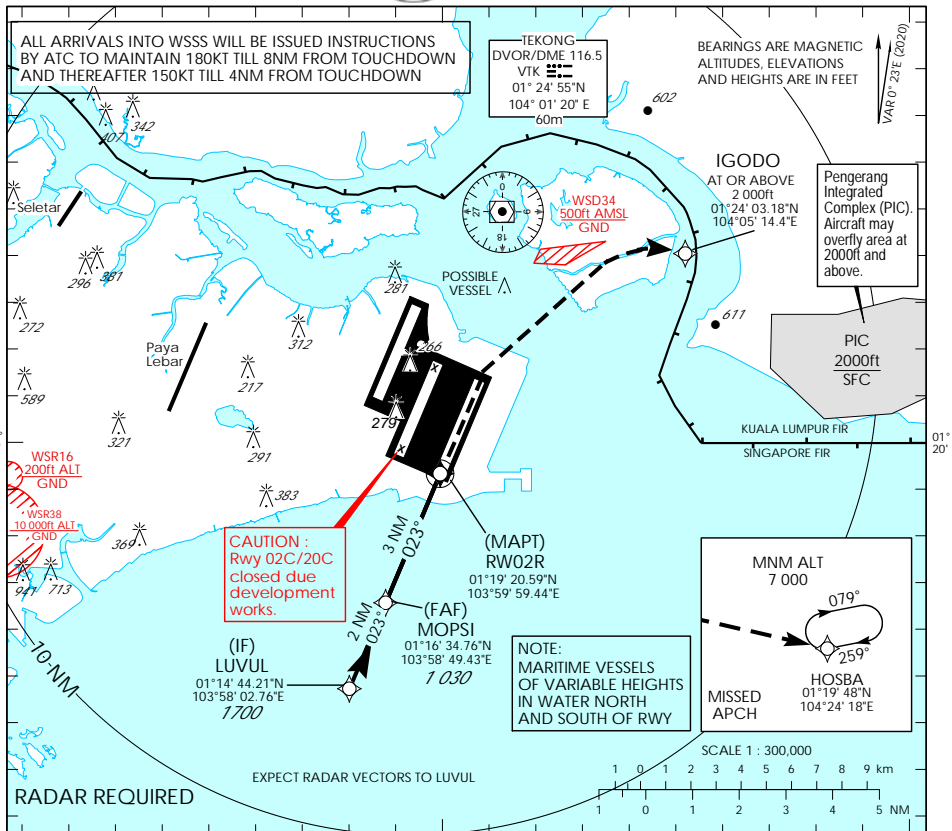 ALL ARRIVALS INTO WSSS WILL BE ISSUED INSTRUCTIONS
BY ATC TO MAINTAIN 180KT TILL 8NM FROM TOUCHDOWN
AND THEREAFTER 150KT TILL 4NM FROM TOUCHDOWN
TEKONG
DVOR/DME 116.5
VTK
01° 24' 55"N
104° 01' 20" E
60m
BEARINGS ARE MAGNETIC
ALTITUDES, ELEVATIONS
AND HEIGHTS ARE IN FEET
VAR 0° 23'E (2020)
407
342
602
IGODO
AT OR ABOVE
2 000ft
01°24' 03.18"N
104°05' 14.4"E
Pengerang
Integrated
Complex (PIC).
Aircraft may
overfly area at
2000ft and
above.
Seletar
0
9
18
27
WSD34
500ft AMSL
GND
296
381
281
POSSIBLE
VESSEL
272
312
266
611
Paya
Lebar
PIC
2000ft
SFC
217
589
x
279
321
291
KUALA LUMPUR FIR
SINGAPORE FIR
01°
20'
x
WSR16
200ft ALT
GND
383
WSR38
10 000ft ALT
GND
369
941
713
CAUTION :
Rwy 02C/20C
closed due
development
works.
3 NM
023°
(MAPT)
RW02R
01°19' 20.59"N
103°59' 59.44"E
2 NM
023°
(FAF)
MOPSI
01°16' 34.76"N
103°58' 49.43"E
1 030
(IF)
LUVUL
01°14' 44.21"N
103°58' 02.76"E
1700
10 NM
NOTE:
MARITIME VESSELS
OF VARIABLE HEIGHTS
IN WATER NORTH
AND SOUTH OF RWY
MNM ALT
7 000
079°
259°
HOSBA
01°19' 48"N
104°24' 18"E
MISSED
APCH
EXPECT RADAR VECTORS TO LUVUL
RADAR REQUIRED
SCALE 1 : 300,000
1 0 1 2 3 4 5 6 7 8 9 km
1 0 1 2 3 4 5 NM